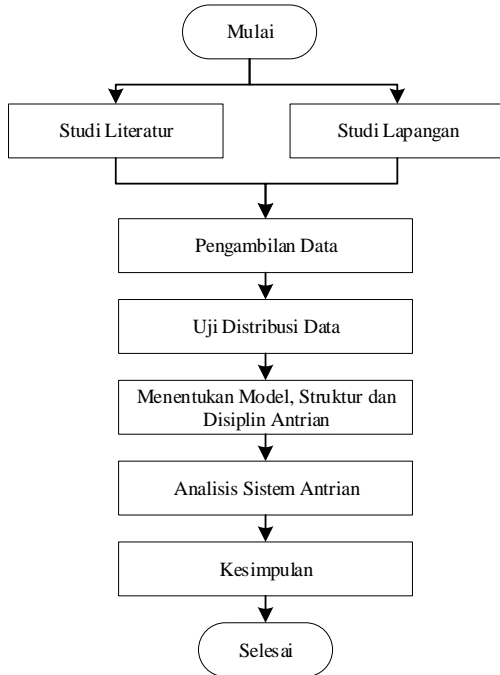 Mulai
Studi Literatur
Studi Lapangan
Pengambilan Data
Uji Distribusi Data
Menentukan Model, Struktur dan
Disiplin Antrian
Analisis Sistem Antrian
Kesimpulan
Selesai